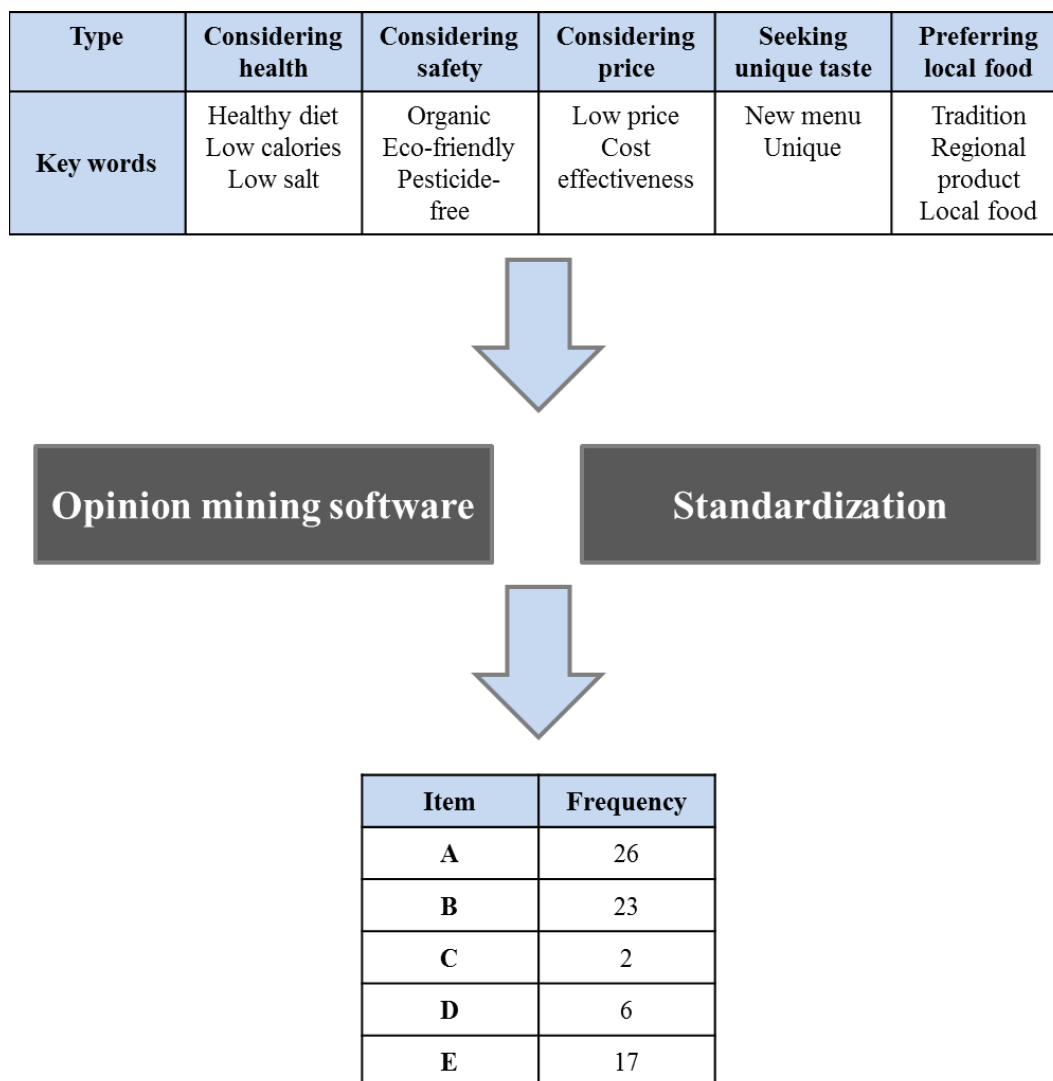 Type
Considering
health
Considering
safety
Considering
price
Seeking
unique taste
Preferring
local food
Key words
Healthy diet
Low calories
Low salt
Organic
Eco-friendly
Pesticide-
free
Low price
Cost
effectiveness
New menu
Unique
Tradition
Regional
product
Local food
Opinion mining software
Standardization
Item Frequency
A 26
B 23
C 2
D 6
E 17